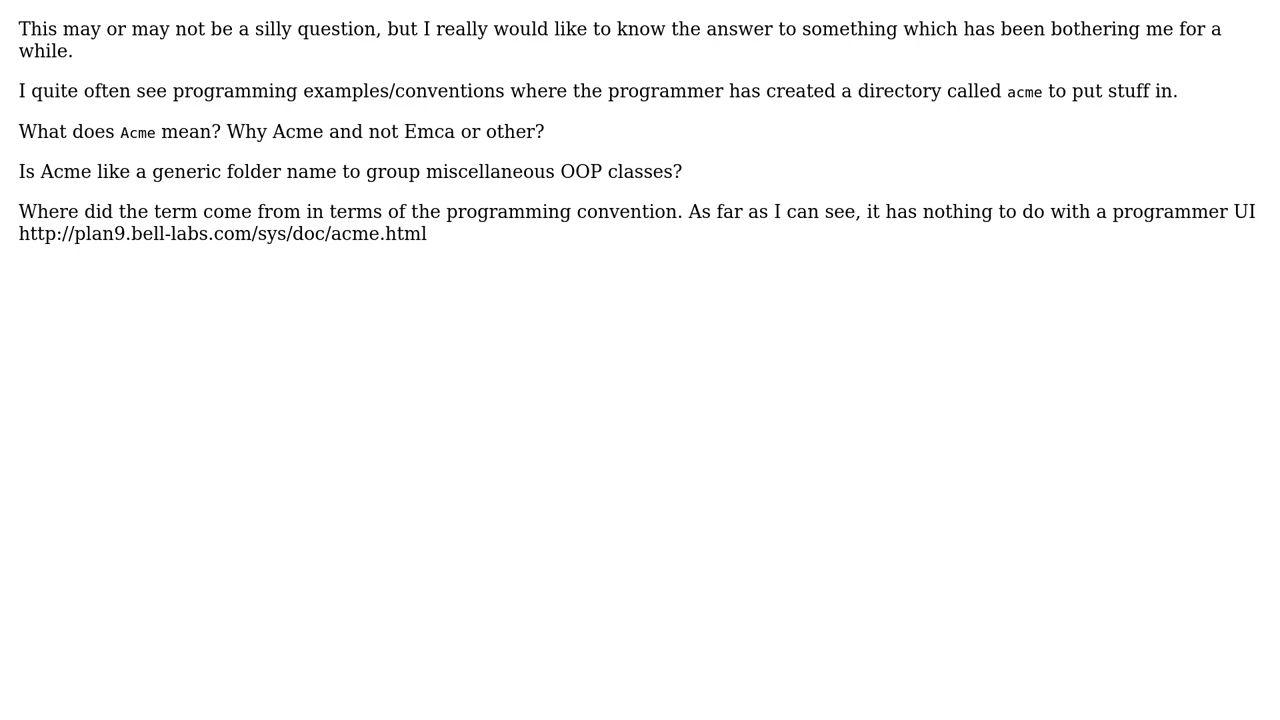 This may or may not be a silly question, but I really would like to know the answer to something which has been bothering me for a
while.
I quite often see programming examples/conventions where the programmer has created a directory called acme to put stuff in.
What does Acme mean? Why Acme and not Emca or other?
Is Acme like a generic folder name to group miscellaneous OOP classes?
Where did the term come from in terms of the programming convention. As far as I can see, it has nothing to do with a programmer UI
http://plan9.bell-labs.com/sys/doc/acme.html